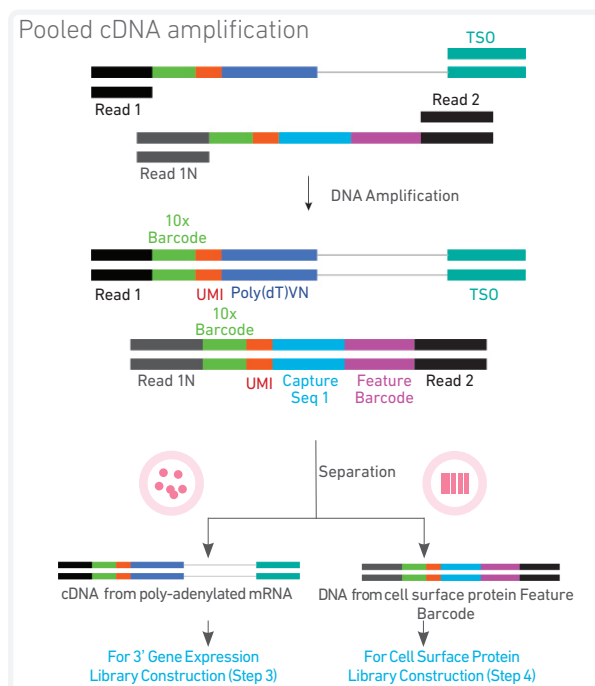 Pooled cDNA amplification
TSO
Read 1
Read 2
Read 1N
DNA Amplification
10x
Barcode
Read 1
UMI
Poly(dT)VN
TSO
10x
Barcode
Read 1N
UMI
Capture
Seq 1
Feature
Barcode
Read 2
Separation
cDNA from poly-adenylated mRNA
DNA from cell surface protein Feature
Barcode
For 3’ Gene Expression
Library Construction (Step 3)
For Cell Surface Protein
Library Construction (Step 4)